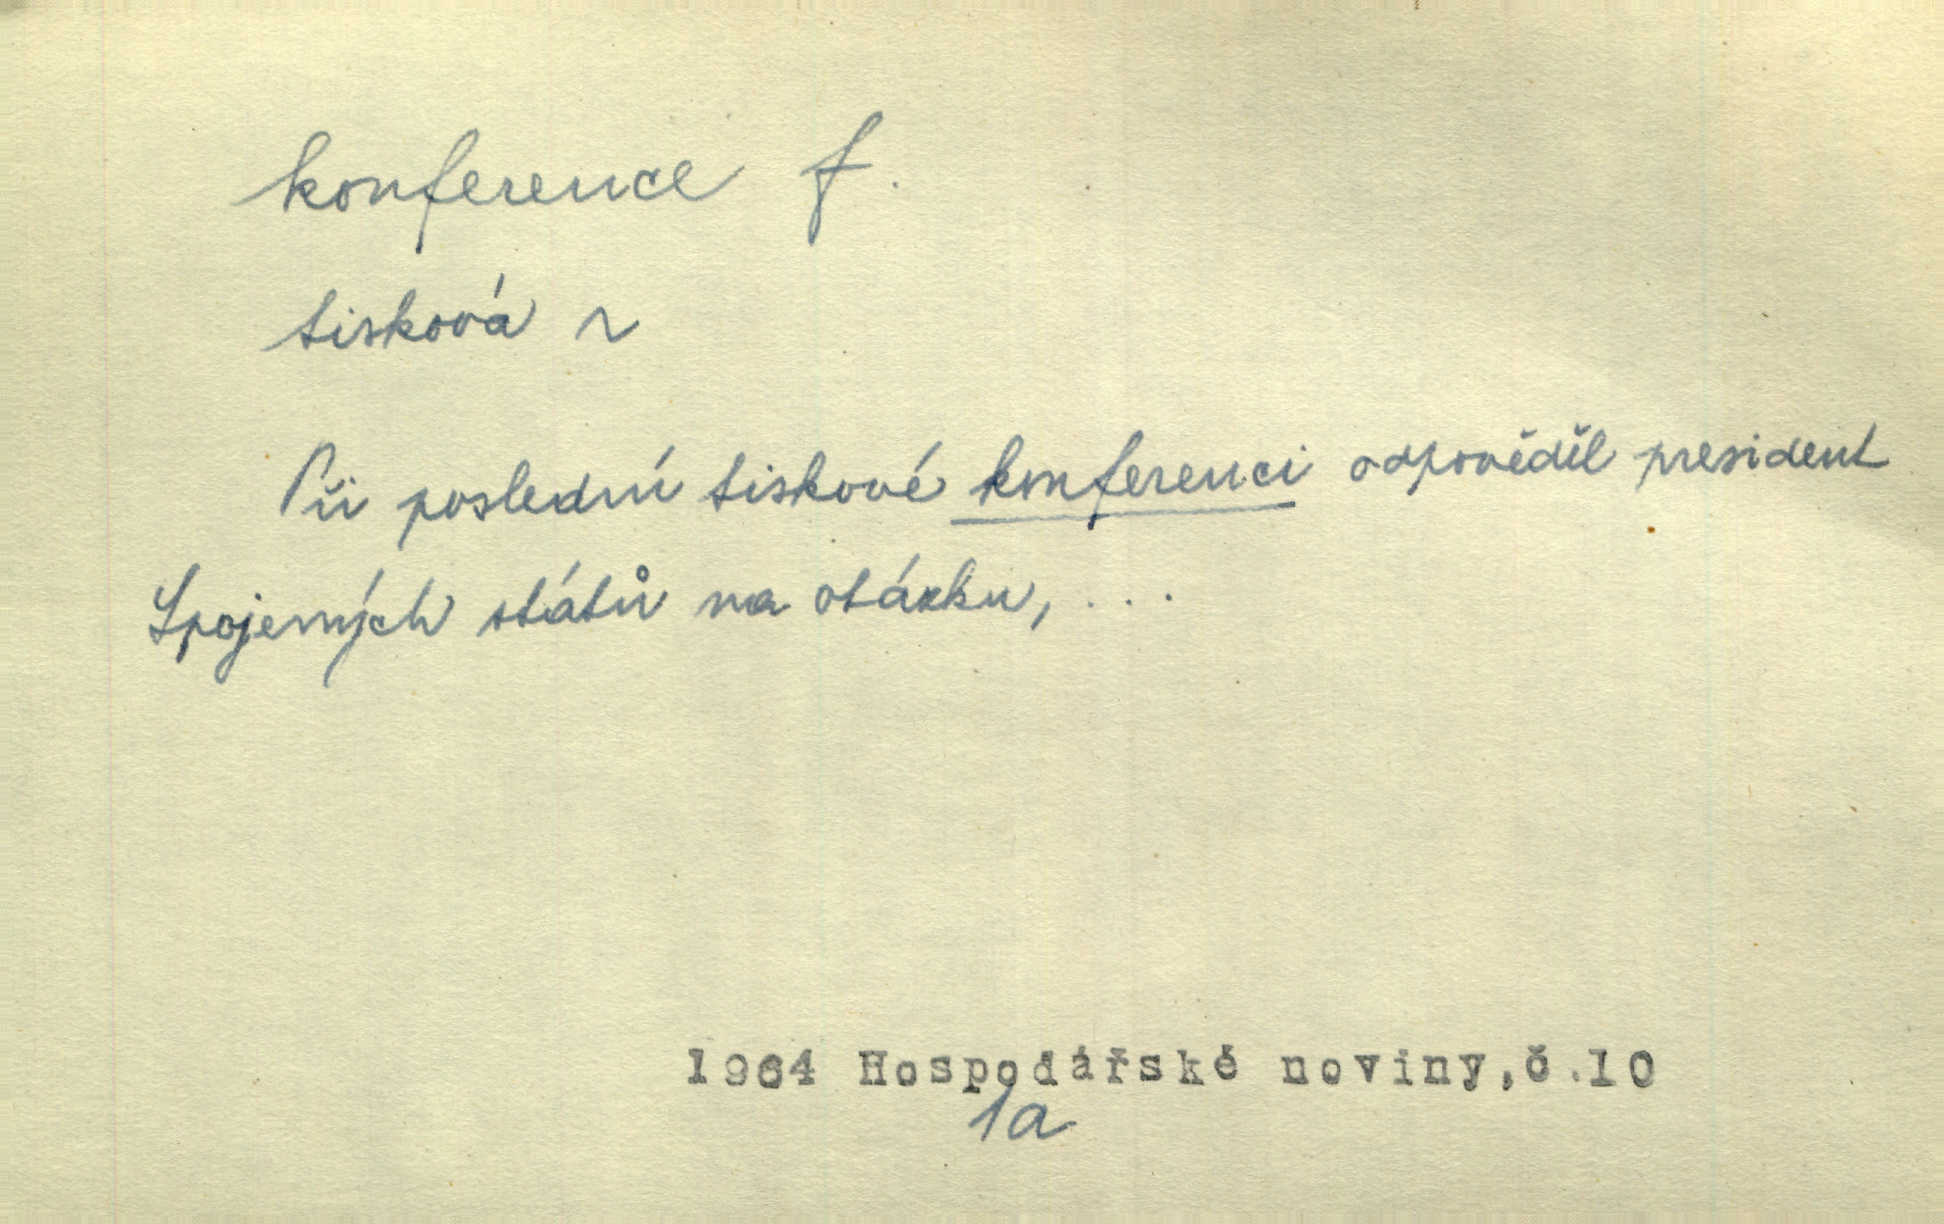 konference f.
tisková ~
Při poslední tiskové konferenci odpověděl president
Spojených států na otázku, ...
1964 Hospodářské noviny,č.10
1a